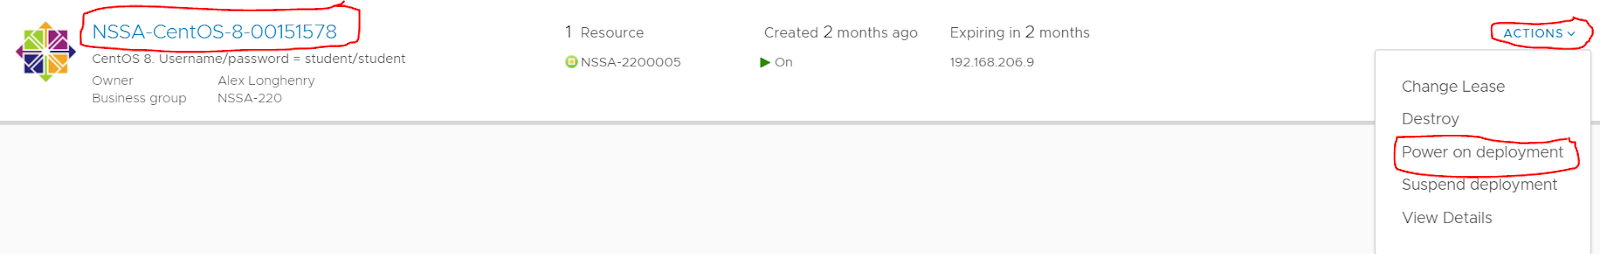 NSSA-CentOS-8-00151578
1 Resource
Created 2 months ago
Expiring in 2 months
ACTIONS
CentOS 8. Username/password = student/student
NSSA-2200005
On
192.168.206.9
Owner Alex Longhenry
Business group NSSA-220
Change Lease
Destroy
Power on deployment
Suspend deployment
View Details